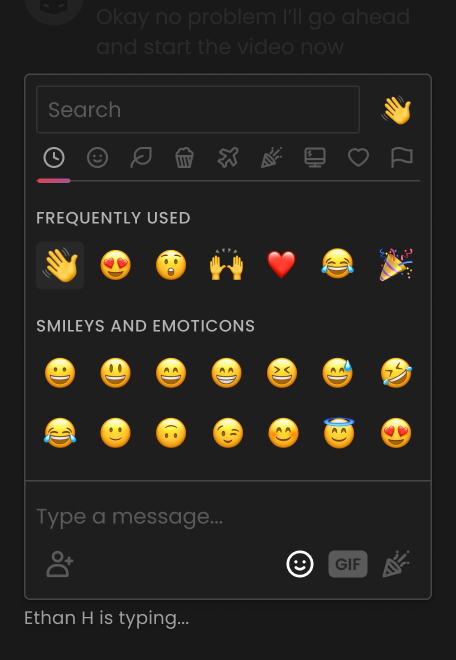 Okay no problem I'll go ahead
and start the video now
Search
FREQUENTLY USED
SMILEYS AND EMOTICONS
Type a message...
GIF
Ethan H is typing...